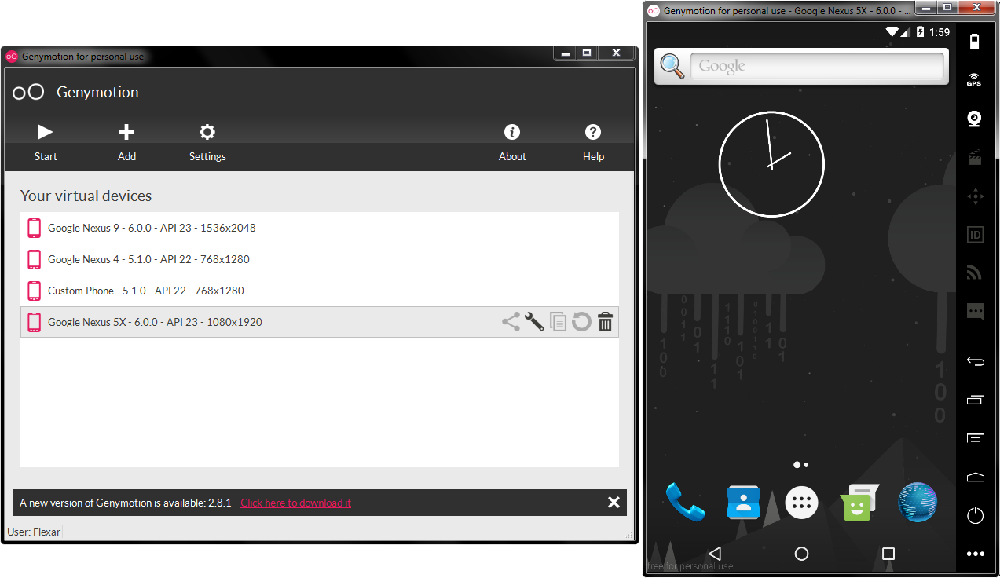 Genymotion for personal use
oO Genymotion
Start Add Settings About Help
Your virtual devices
Google Nexus 9 - 6.0.0 - API 23 - 1536x2048
Google Nexus 4 - 5.1.0 - API 22 - 768x1280
Custom Phone - 5.1.0 - API 22 - 768x1280
Google Nexus 5X - 6.0.0 - API 23 - 1080x1920
A new version of Genymotion is available: 2.8.1 - Click here to download it
User: Flexar
Genymotion for personal use - Google Nexus 5X - 6.0.0 - ...
1:59
Google
GPS
ID
free for personal use